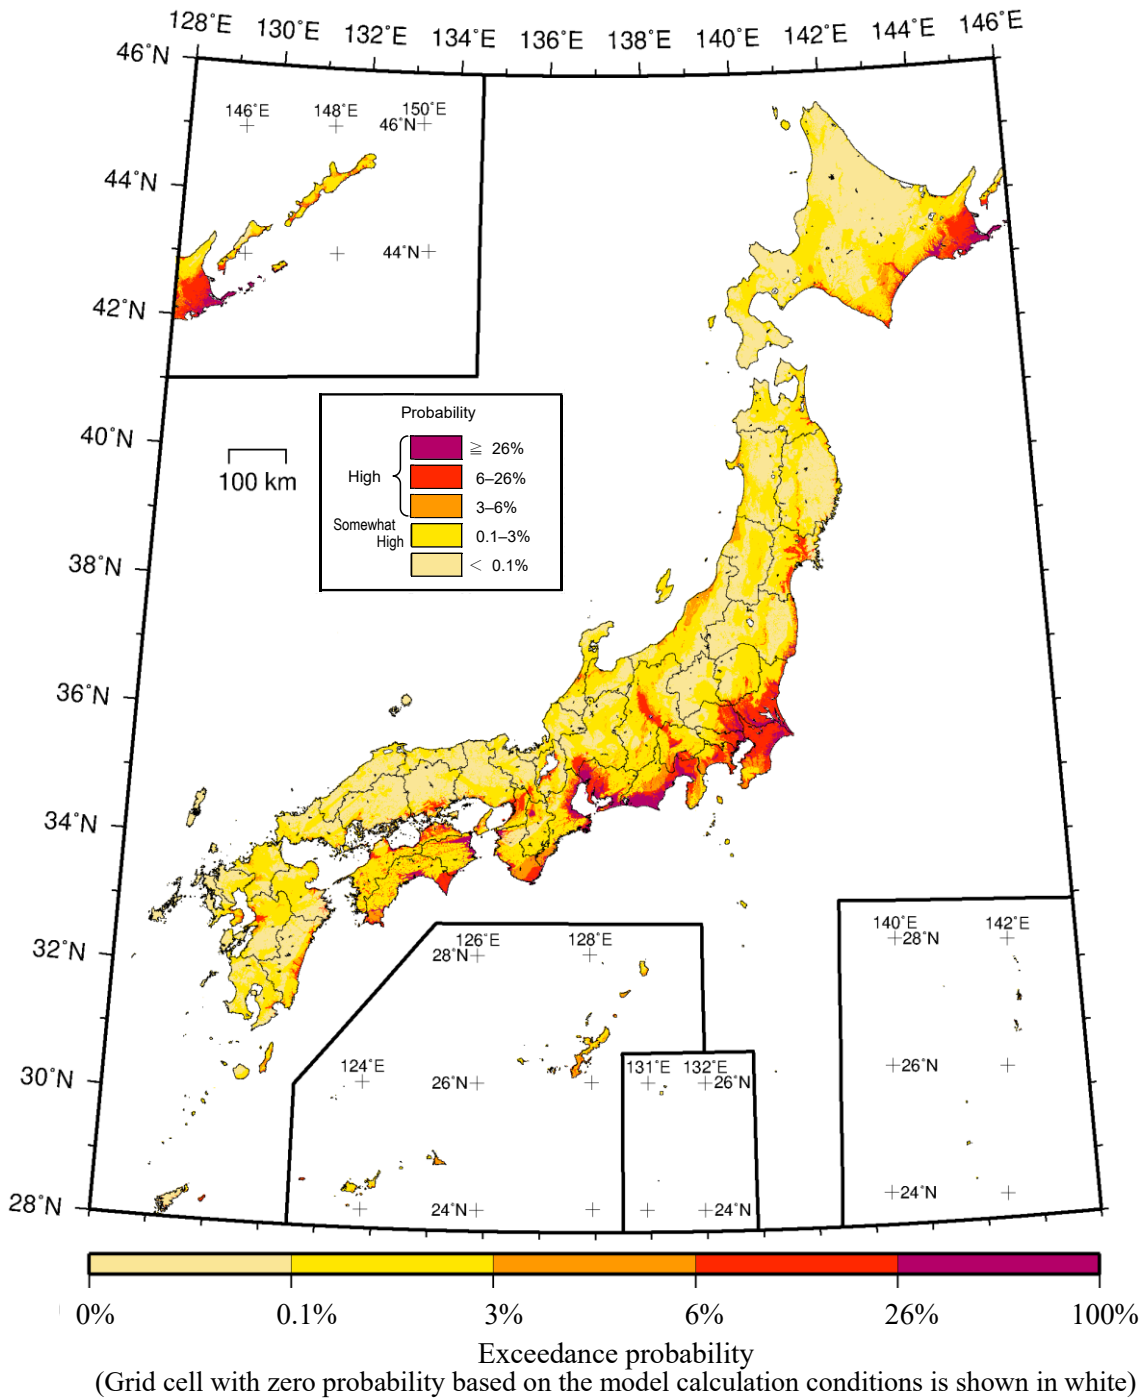 128°E 130°E 132°E 134°E 136°E 138°E 140°E 142°E 144°E 146°E
46°N
146°E 148°E 150°E
46°N
44°N
44°N
42°N
Probability
40°N
≧ 26%
100 km
High
6–26%
3–6%
Somewhat
High
0.1–3%
< 0.1%
38°N
36°N
34°N
32°N
126°E 128°E
28°N
140°E 142°E
28°N
30°N
124°E
26°N
131°E 132°E
26°N
26°N
28°N
24°N
24°N
24°N
0% 0.1% 3% 6% 26% 100%
Exceedance probability
(Grid cell with zero probability based on the model calculation conditions is shown in white)